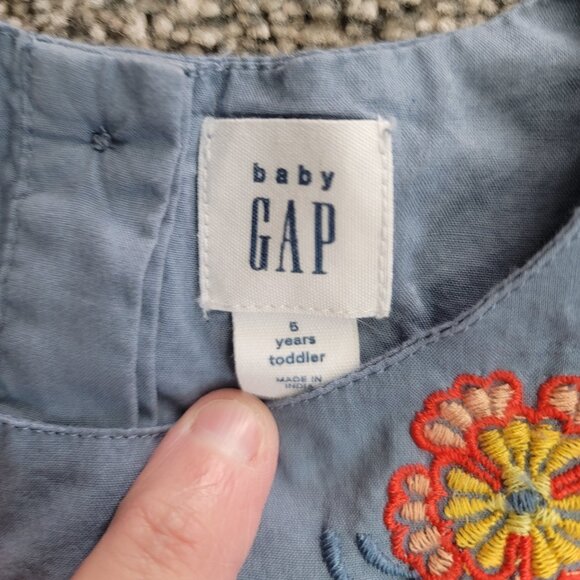 baby
GAP
5
years
toddler
MADE IN
INDIA